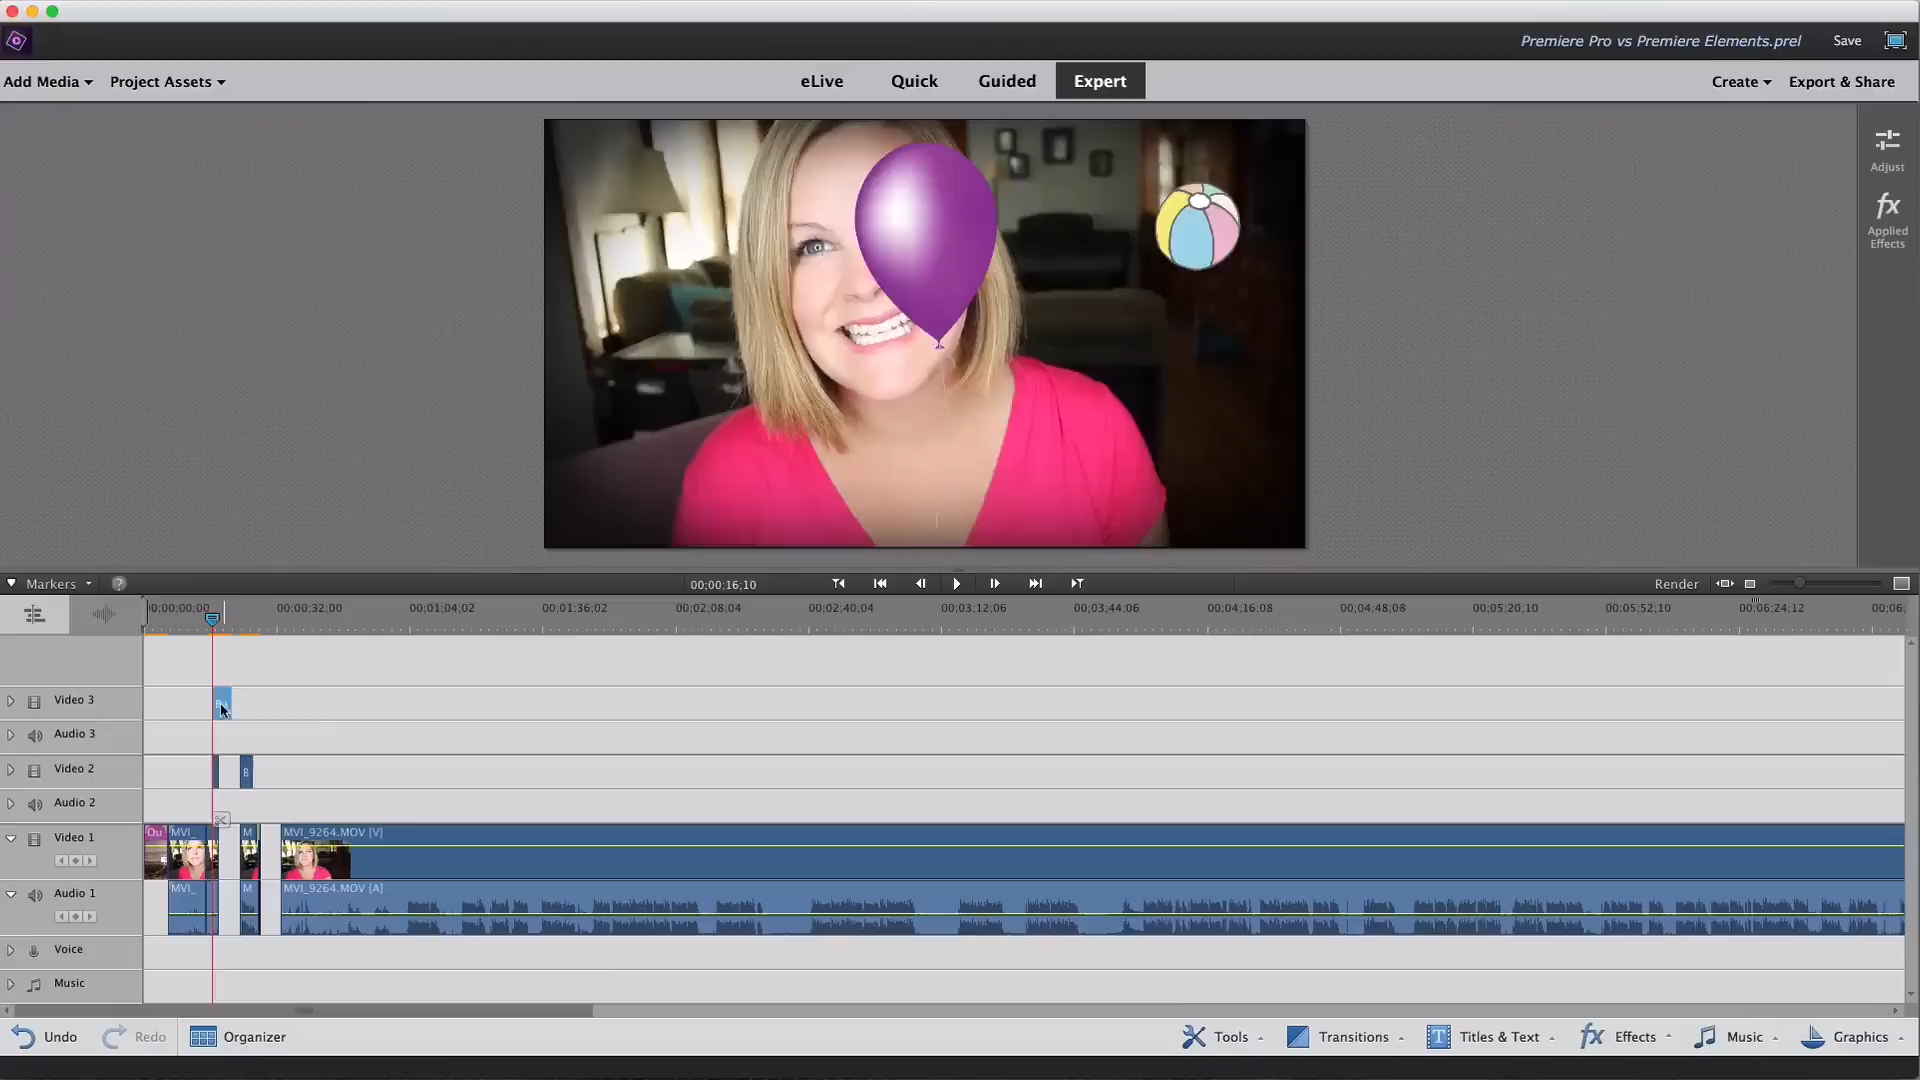 Premiere Pro vs Premiere Elements.prel Save
Add Media Project Assets eLive Quick Guided Expert Create Export & Share
Adjust
fx
Applied
Effects
Markers ? 00;00;16;10 Render
00;00;00;00 00;00;32;00 00;01;04;02 00;01;36;02 00;02;08;04 00;02;40;04 00;03;12;06 00;03;44;06 00;04;16;08 00;04;48;08 00;05;20;10 00;05;52;10 00;06;24;12 00;06;
Video 3
Audio 3
Video 2 B
Audio 2
Video 1 Ou MVI_ M MVI_9264.MOV [V]
Audio 1 MVI_ M MVI_9264.MOV [A]
Voice
Music
Undo Redo Organizer Tools Transitions T Titles & Text fx Effects Music Graphics